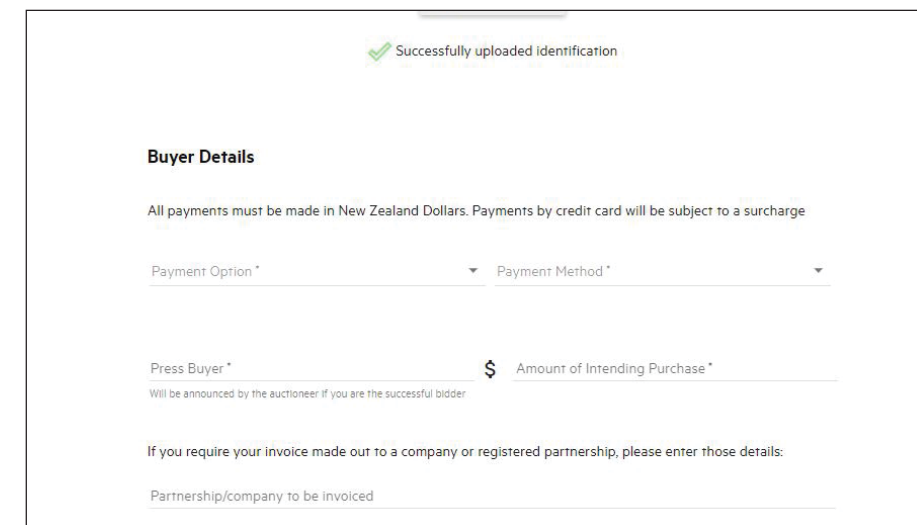 Successfully uploaded identification
Buyer Details
All payments must be made in New Zealand Dollars. Payments by credit card will be subject to a surcharge
Payment Option * Payment Method *
Press Buyer * $ Amount of Intending Purchase *
Will be announced by the auctioneer if you are the successful bidder
If you require your invoice made out to a company or registered partnership, please enter those details:
Partnership/company to be invoiced